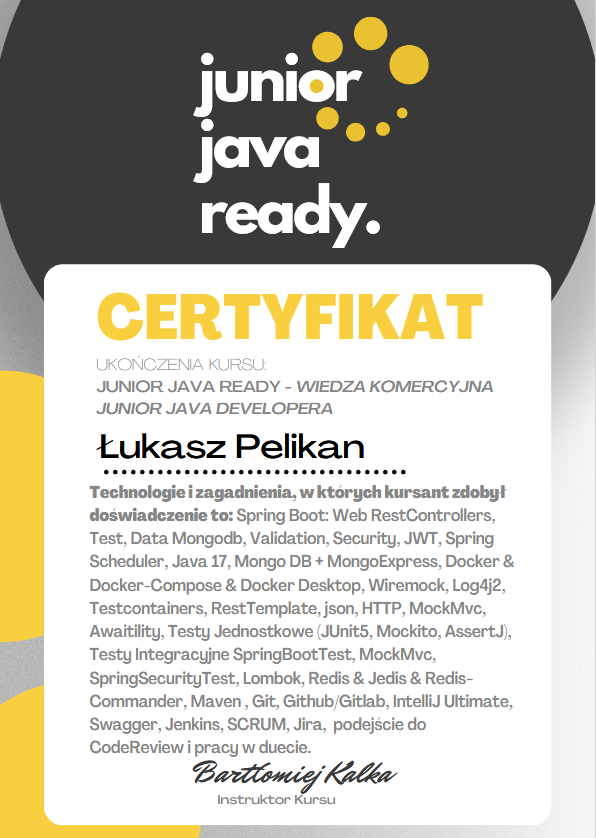 junior
java
ready.
CERTYFIKAT
UKOŃCZENIA KURSU:
JUNIOR JAVA READY - WIEDZA KOMERCYJNA
JUNIOR JAVA DEVELOPERA
Łukasz Pelikan
Technologie i zagadnienia, w których kursant zdobył
doświadczenie to: Spring Boot: Web RestControllers,
Test, Data Mongodb, Validation, Security, JWT, Spring
Scheduler, Java 17, Mongo DB + MongoExpress, Docker &
Docker-Compose & Docker Desktop, Wiremock, Log4j2,
Testcontainers, RestTemplate, json, HTTP, MockMvc,
Awaitility, Testy Jednostkowe (JUnit5, Mockito, AssertJ),
Testy Integracyjne SpringBootTest, MockMvc,
SpringSecurityTest, Lombok, Redis & Jedis & Redis-
Commander, Maven , Git, Github/Gitlab, IntelliJ Ultimate,
Swagger, Jenkins, SCRUM, Jira, podejście do
CodeReview i pracy w duecie.
Bartłomiej Kalka
Instruktor Kursu